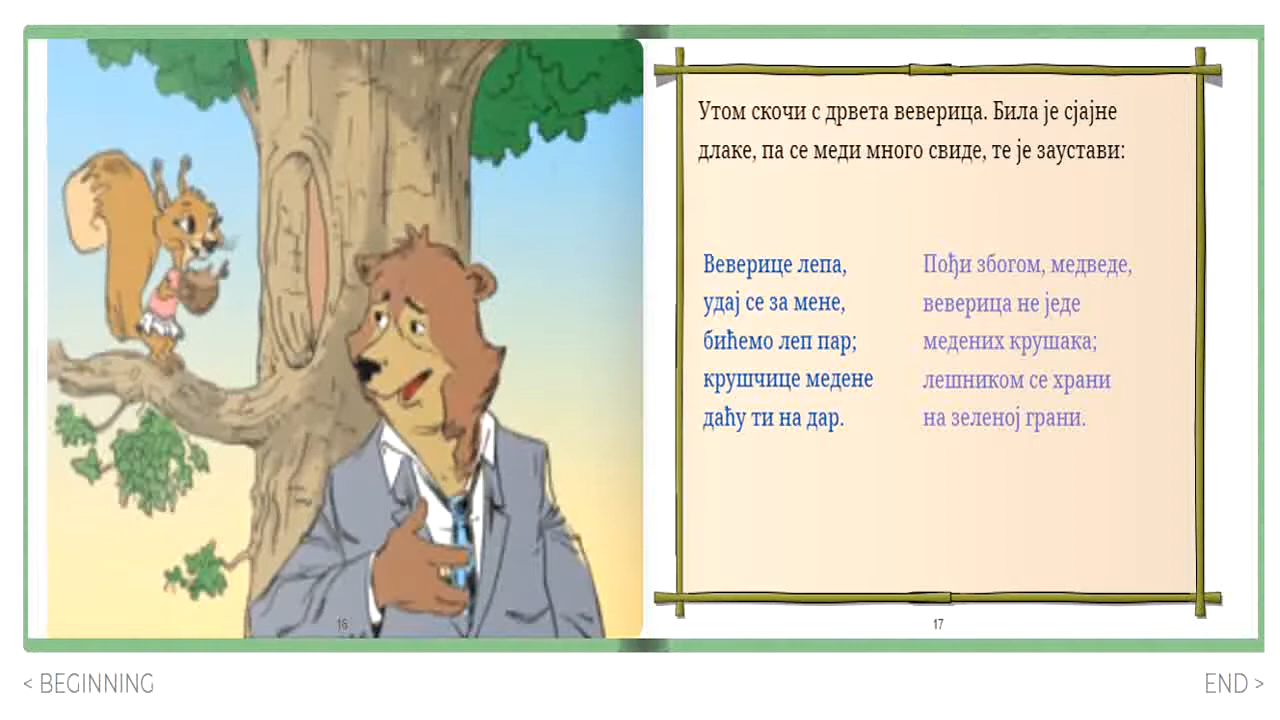 Утом скочи с дрвета веверица. Била је сјајне
длаке, па се меди много свиде, те је заустави:
Веверице лепа,
удај се за мене,
бићемо леп пар;
крушчице медене
даћу ти на дар.
Пођи збогом, медведе,
веверица не једе
медених крушака;
лешником се храни
на зеленој грани.
16
17
< BEGINNING
END >